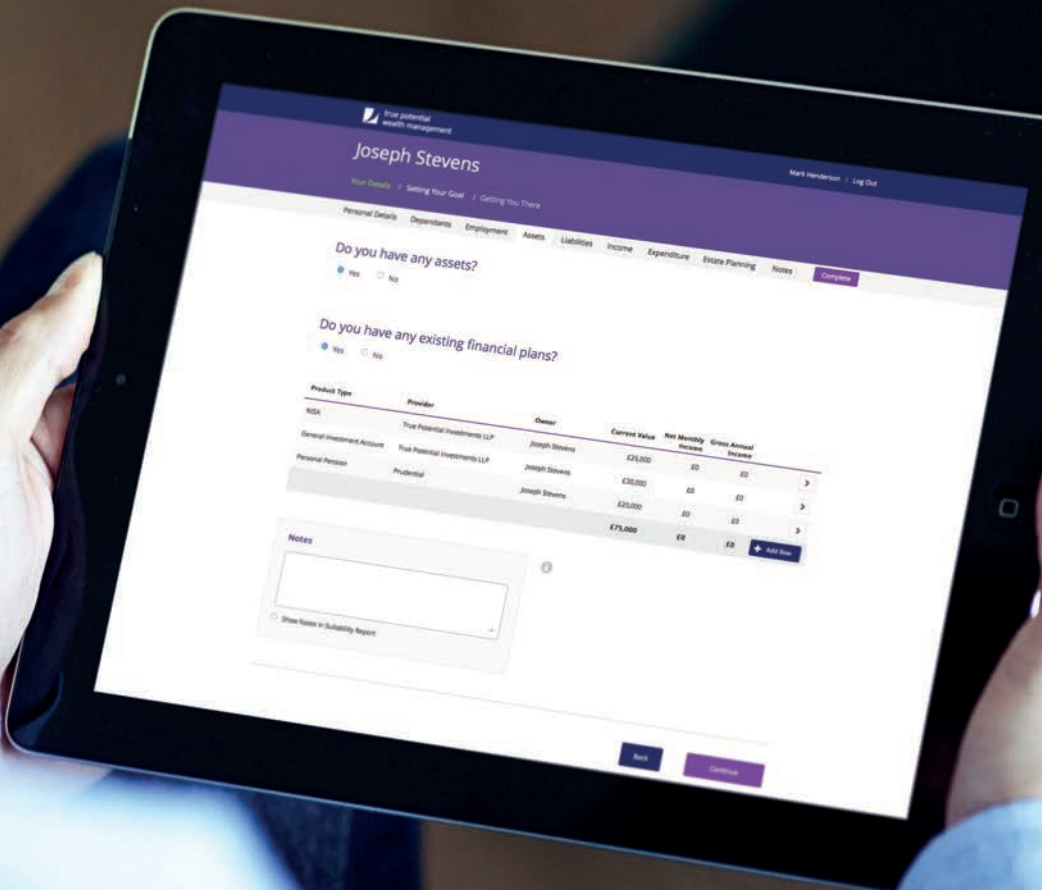 true potential
wealth management
Mark Henderson | Log Out
Joseph Stevens
Your Details / Setting Your Goal / Getting You There
Personal Details Dependants Employment Assets Liabilities Income Expenditure Estate Planning Notes Complete
Do you have any assets?
Yes No
Do you have any existing financial plans?
Yes No
Product Type Provider Owner Current Value Net Monthly Income Gross Annual Income
NISA True Potential Investments LLP Joseph Stevens £25,000 £0 £0
General Investment Account True Potential Investments LLP Joseph Stevens £30,000 £0 £0
Personal Pension Prudential Joseph Stevens £20,000 £0 £0
£75,000 £0 £0 + Add Row
Notes
Show Notes in Suitability Report
Back Continue